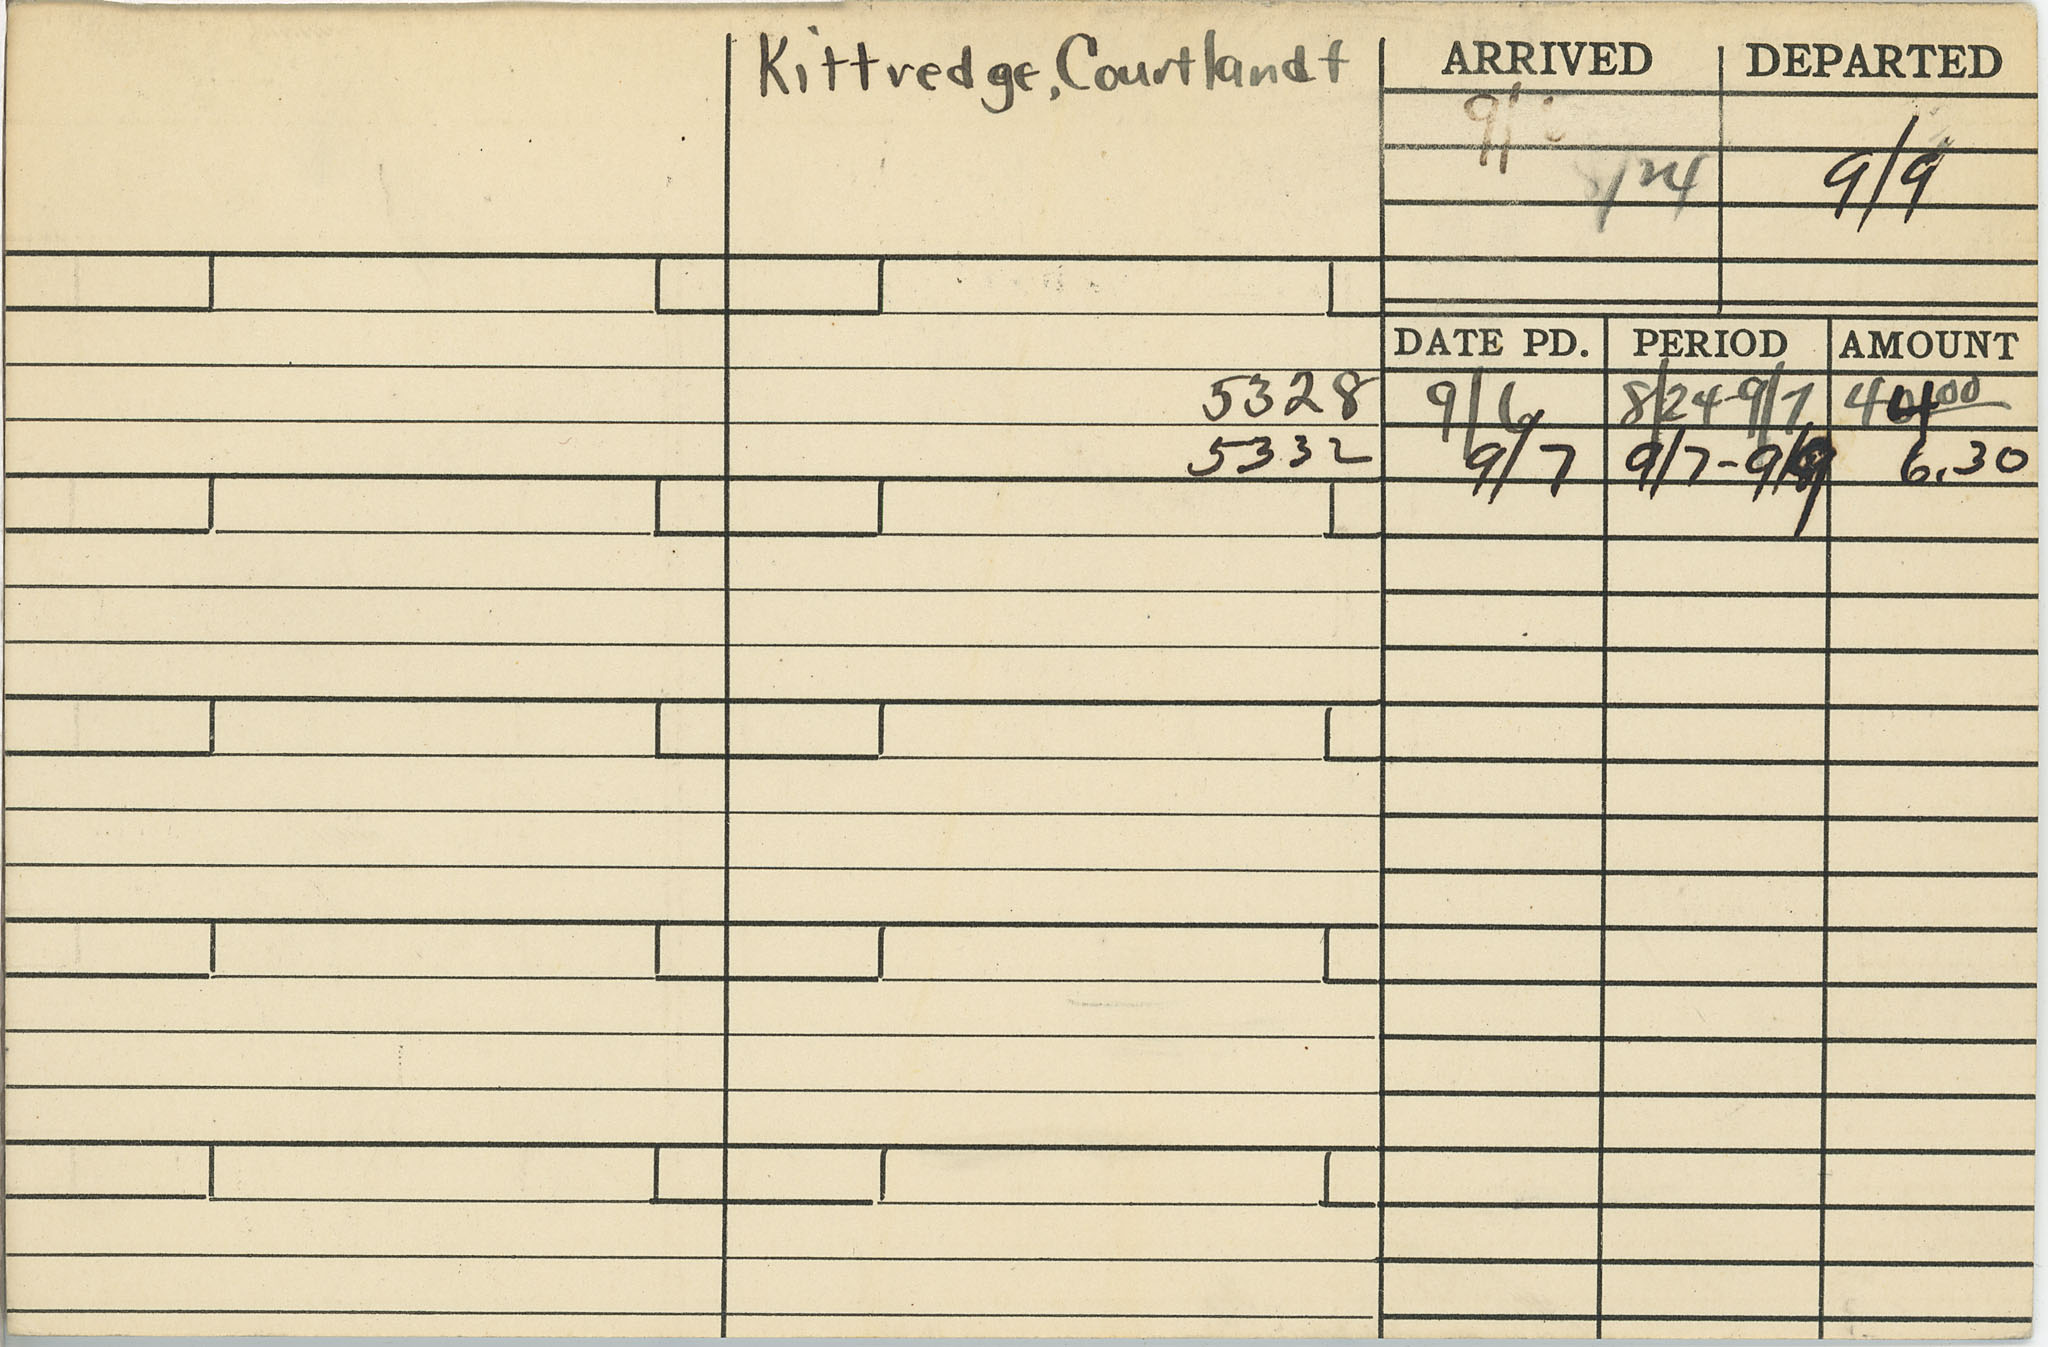 Kittredge, Courtlandt
ARRIVED DEPARTED
8/24 9/9
DATE PD. PERIOD AMOUNT
5328 9/6 8/24-9/7 44.00
5332 9/7 9/7-9/9 6.30